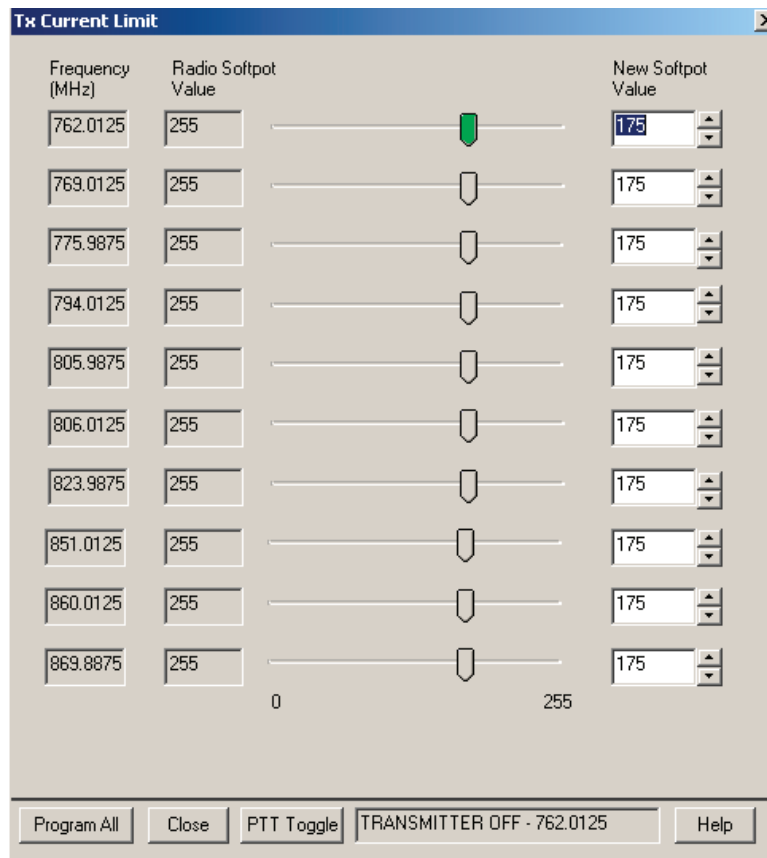 Tx Current Limit
Frequency (MHz) Radio Softpot Value New Softpot Value
762.0125 255 175
769.0125 255 175
775.9875 255 175
794.0125 255 175
805.9875 255 175
806.0125 255 175
823.9875 255 175
851.0125 255 175
860.0125 255 175
869.8875 255 175
0 255
Program All Close PTT Toggle TRANSMITTER OFF - 762.0125 Help